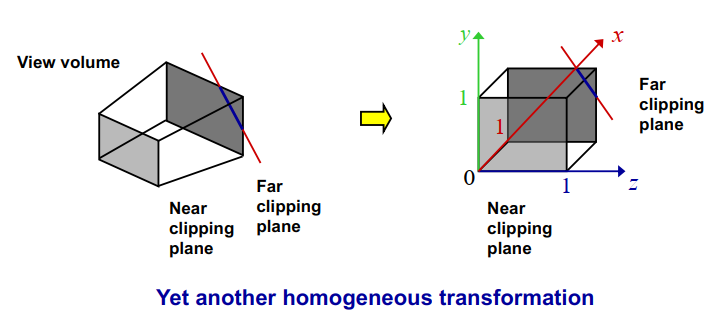 View volume
Near
clipping
plane
Far
clipping
plane
y
x
1
1
0
1
z
Far
clipping
plane
Near
clipping
plane
Yet another homogeneous transformation